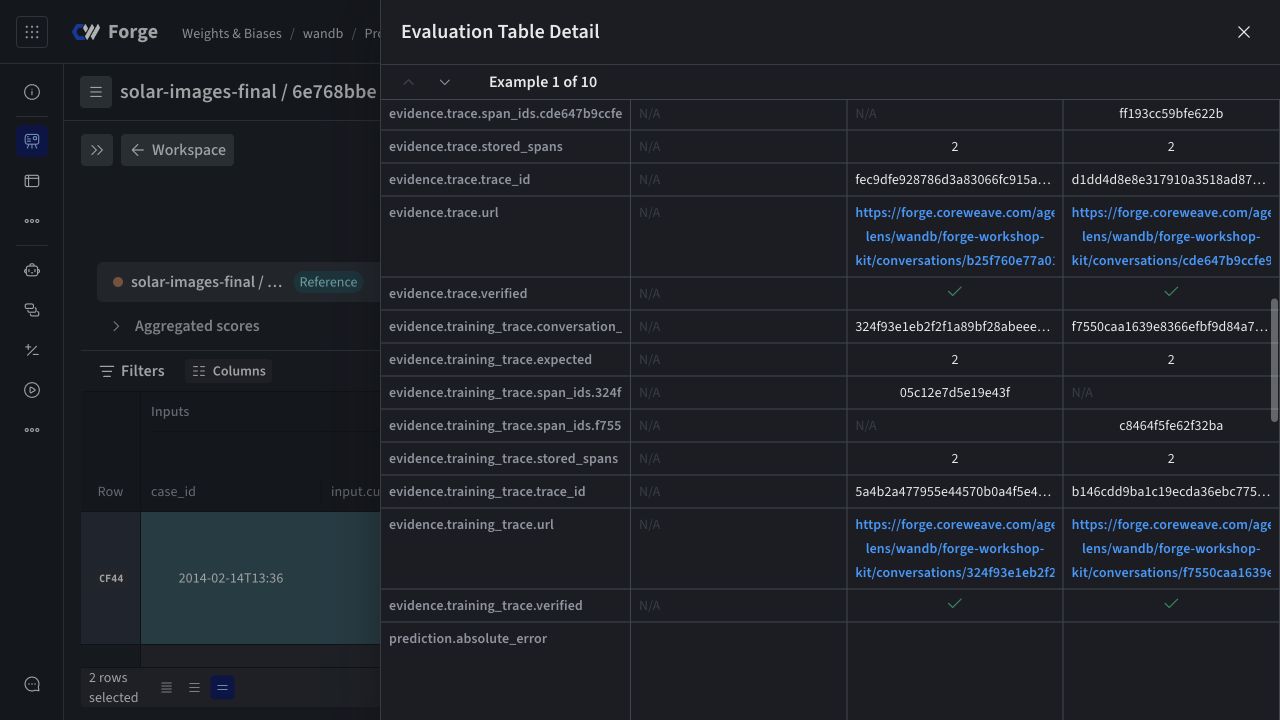 Forge
Weights & Biases / wandb / Pro
Evaluation Table Detail
solar-images-final / 6e768bbe
Example 1 of 10
Workspace
solar-images-final / ...
Reference
Aggregated scores
Filters
Columns
Inputs
Row
case_id
input.cu
CF44
2014-02-14T13:36
2 rows
selected
evidence.trace.span_ids.cde647b9ccfe N/A N/A ff193cc59bfe622b
evidence.trace.stored_spans N/A 2 2
evidence.trace.trace_id N/A fec9dfe928786d3a83066fc915a... d1dd4d8e8e317910a3518ad87...
evidence.trace.url N/A https://forge.coreweave.com/age https://forge.coreweave.com/age
lens/wandb/forge-workshop- lens/wandb/forge-workshop-
kit/conversations/b25f760e77a01 kit/conversations/cde647b9ccfe9
evidence.trace.verified N/A
evidence.training_trace.conversation_ N/A 324f93e1eb2f2f1a89bf28abeee... f7550caa1639e8366efbf9d84a7...
evidence.training_trace.expected N/A 2 2
evidence.training_trace.span_ids.324f N/A 05c12e7d5e19e43f N/A
evidence.training_trace.span_ids.f755 N/A N/A c8464f5fe62f32ba
evidence.training_trace.stored_spans N/A 2 2
evidence.training_trace.trace_id N/A 5a4b2a477955e44570b0a4f5e4... b146cdd9ba1c19ecda36ebc775...
evidence.training_trace.url N/A https://forge.coreweave.com/age https://forge.coreweave.com/age
lens/wandb/forge-workshop- lens/wandb/forge-workshop-
kit/conversations/324f93e1eb2f2 kit/conversations/f7550caa1639e
evidence.training_trace.verified N/A
prediction.absolute_error